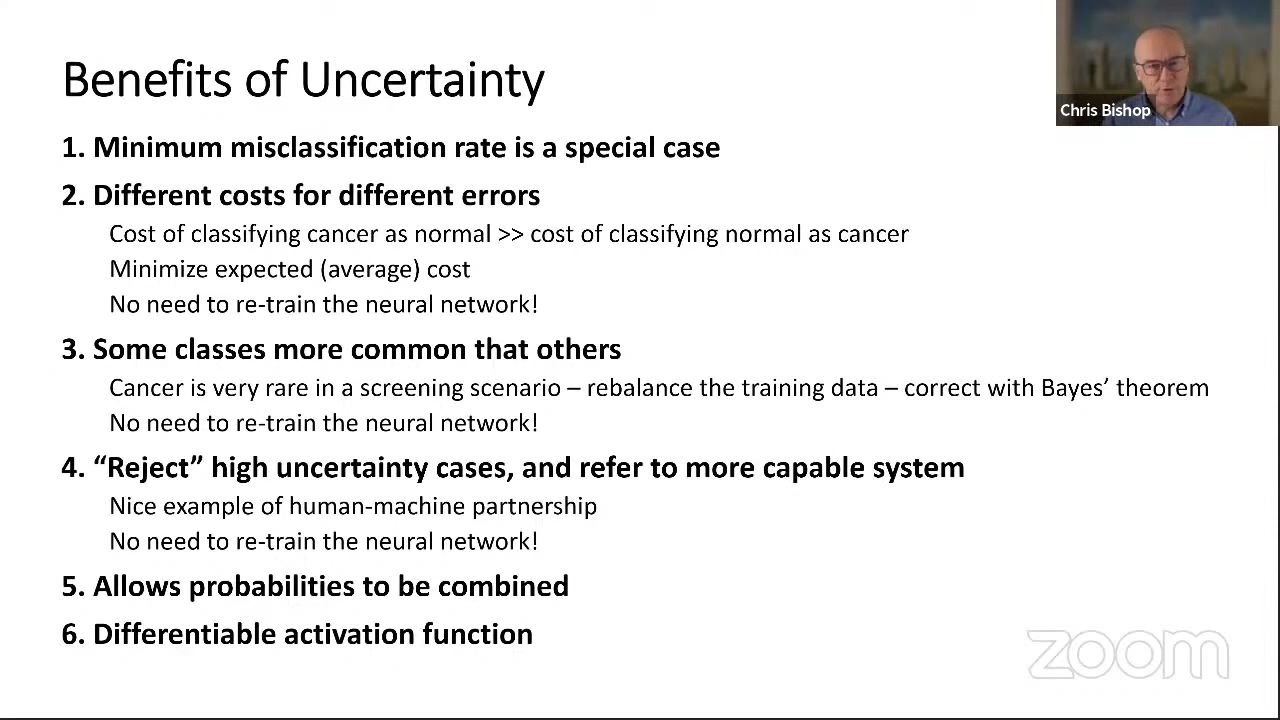 Benefits of Uncertainty
Chris Bishop
1. Minimum misclassification rate is a special case
2. Different costs for different errors
Cost of classifying cancer as normal >> cost of classifying normal as cancer
Minimize expected (average) cost
No need to re-train the neural network!
3. Some classes more common that others
Cancer is very rare in a screening scenario – rebalance the training data – correct with Bayes’ theorem
No need to re-train the neural network!
4. “Reject” high uncertainty cases, and refer to more capable system
Nice example of human-machine partnership
No need to re-train the neural network!
5. Allows probabilities to be combined
6. Differentiable activation function
zoom